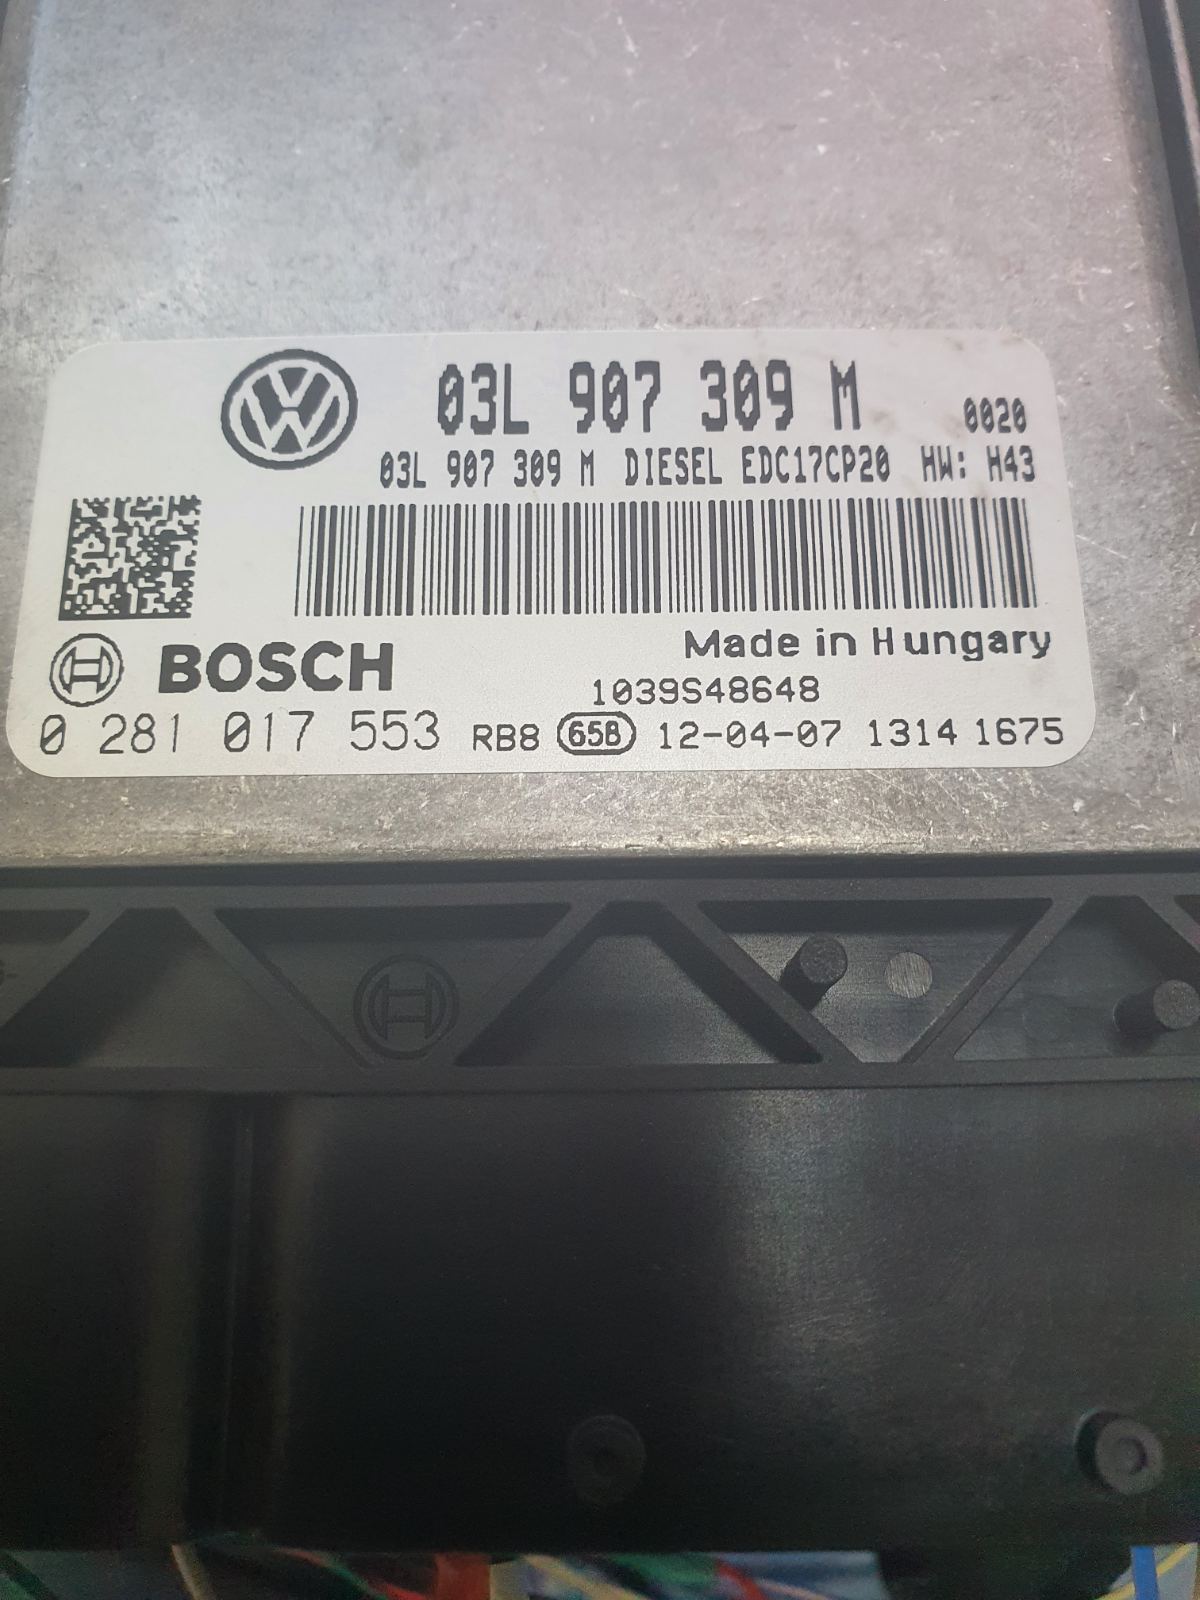 03L 907 309 M 0020
03L 907 309 M DIESEL EDC17CP20 HW: H43
Made in Hungary
BOSCH
1039S48648
0 281 017 553 RB8 65B 12-04-07 1314 1675